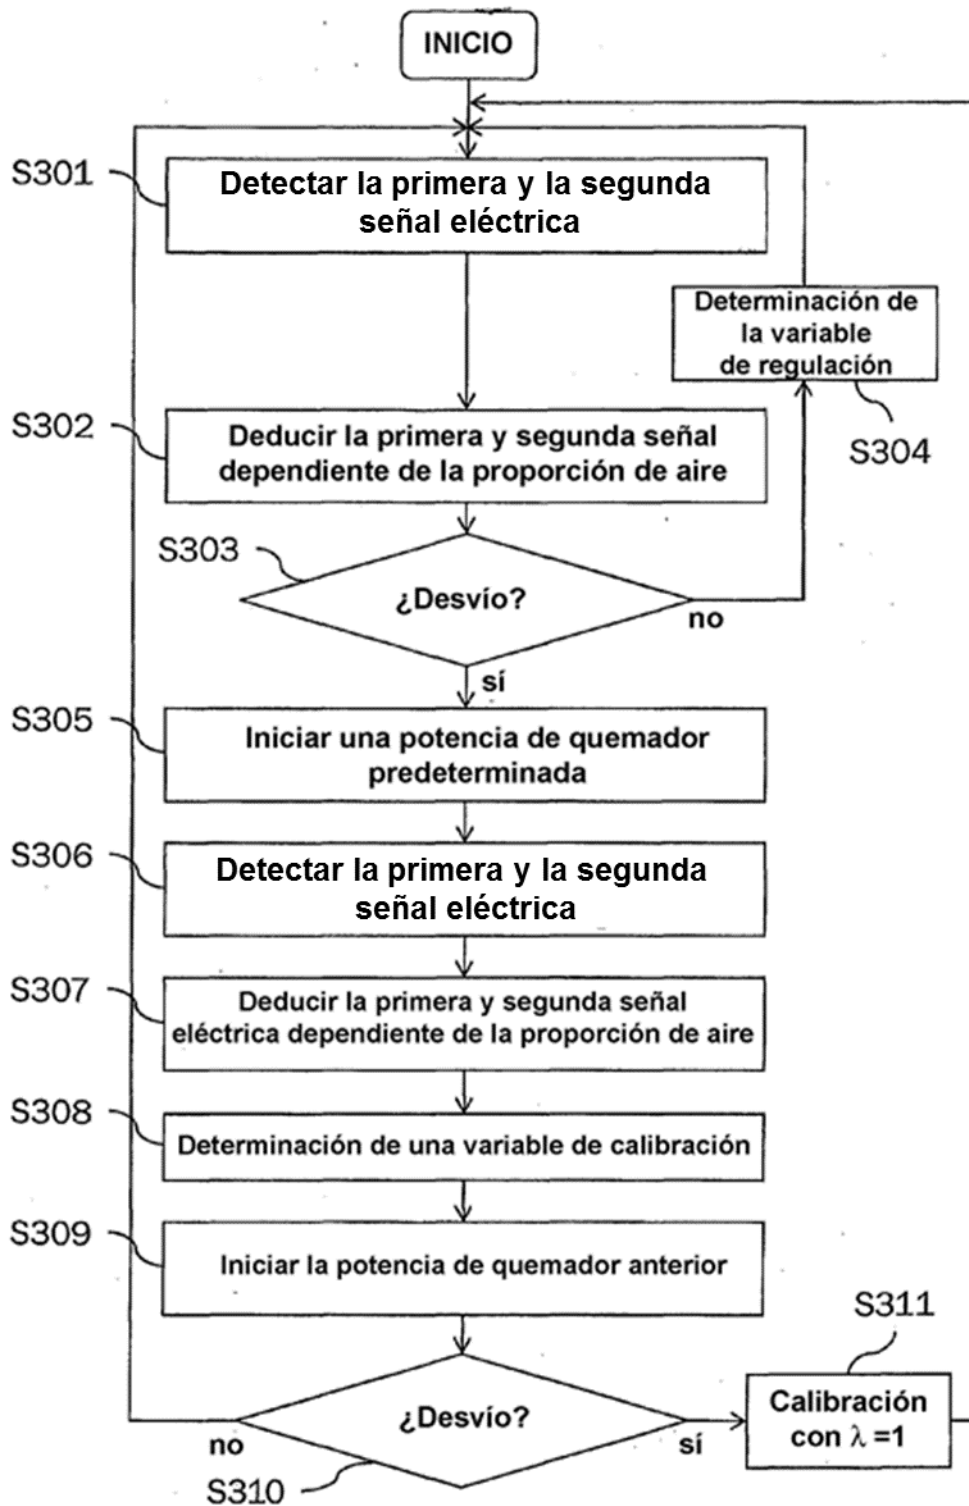 INICIO
S301
Detectar la primera y la segunda
señal eléctrica
Determinación de
la variable
de regulación
S304
S302
Deducir la primera y segunda señal
dependiente de la proporción de aire
S303
¿Desvío?
no
sí
S305
Iniciar una potencia de quemador
predeterminada
S306
Detectar la primera y la segunda
señal eléctrica
S307
Deducir la primera y segunda señal
eléctrica dependiente de la proporción de aire
S308
Determinación de una variable de calibración
S309
Iniciar la potencia de quemador anterior
S311
Calibración
con λ =1
¿Desvío?
no
sí
S310